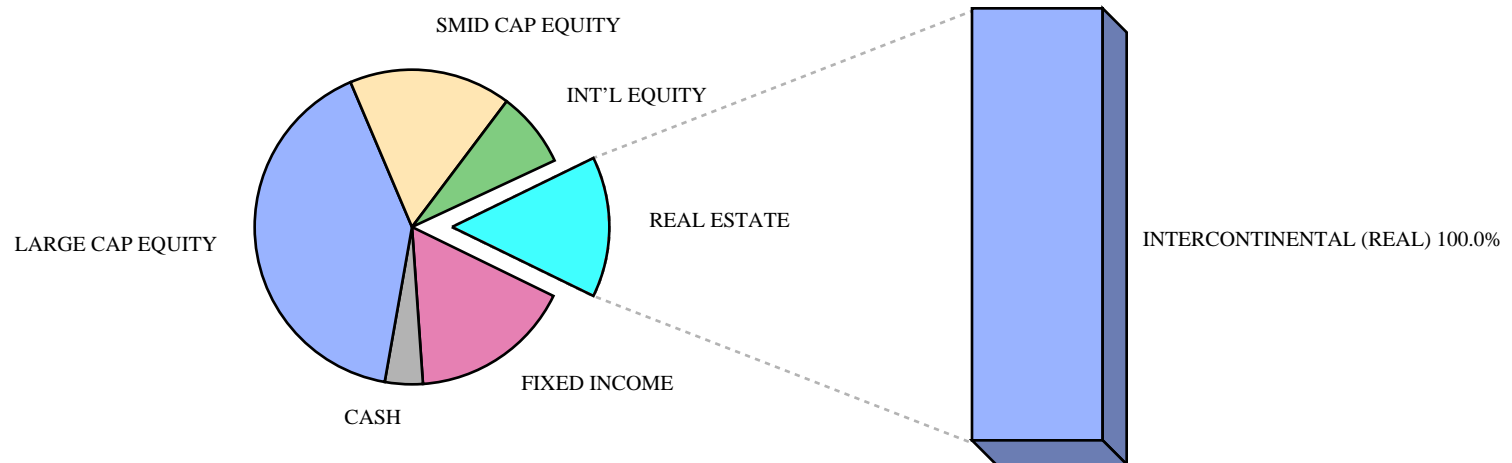 SMID CAP EQUITY
INT'L EQUITY
REAL ESTATE
LARGE CAP EQUITY
INTERCONTINENTAL (REAL) 100.0%
FIXED INCOME
CASH